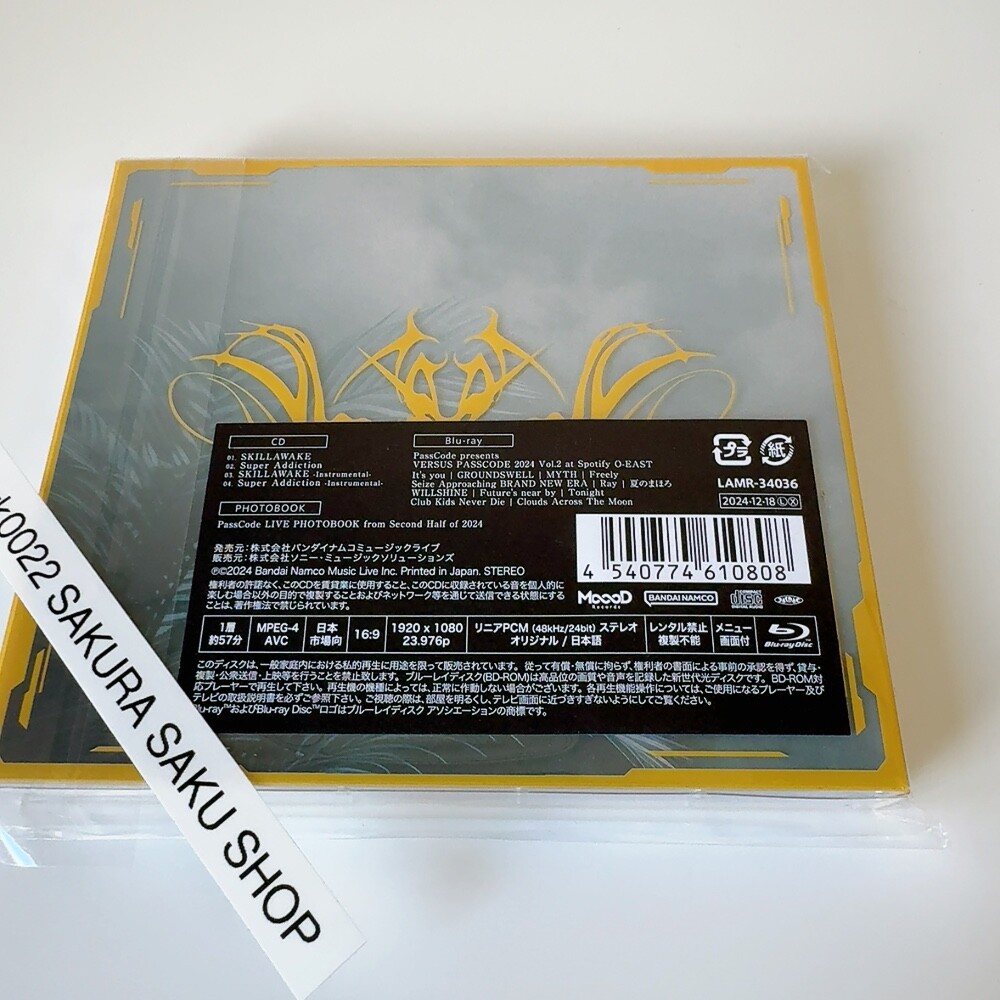 CD
01. SKILLAWAKE
02. Super Addiction
03. SKILLAWAKE -Instrumental-
04. Super Addiction -Instrumental-
PHOTOBOOK
PassCode LIVE PHOTOBOOK from Second Half of 2024
Blu-ray
PassCode presents
VERSUS PASSCODE 2024 Vol.2 at Spotify O-EAST
It's you | GROUNDSWELL | MYTH | Freely
Seize Approaching BRAND NEW ERA | Ray | 夏のまほろ
WILLSHINE | Future's near by | Tonight
Club Kids Never Die | Clouds Across The Moon
プラ
紙
LAMR-34036
2024-12-18 Ⓛ Ⓧ
4 540774 610808
発売元：株式会社バンダイナムコミュージックライブ
販売元：株式会社ソニー・ミュージックソリューションズ
ⓅⒸ2024 Bandai Namco Music Live Inc. Printed in Japan. STEREO
権利者の許諾なく、このCDを賃貸業に使用すること、このCDに収録されている音を個人的に
楽しむ場合以外の目的で複製することおよびネットワーク等を通じて送信できる状態にする
ことは、著作権法で禁じられています。
MoooD
Records
BANDAI NAMCO
COMPACT
disc
DIGITAL AUDIO
1層
約57分
MPEG-4
AVC
日本
市場向
16:9
1920 x 1080
23.976p
リニアPCM (48kHz/24bit) ステレオ
オリジナル / 日本語
レンタル禁止
複製不能
メニュー
画面付
Blu-ray Disc
このディスクは、一般家庭内における私的再生に用途を限って販売されています。従って有償・無償に拘らず、権利者の書面による事前の承認を得ず、貸与・
複製・公衆送信・上映等を行うことを禁止致します。ブルーレイディスク(BD-ROM)は高品位の画質や音声を記録した新世代光ディスクです。BD-ROM対
応プレーヤーで再生して下さい。再生機の機種によっては、正常に作動しない場合がございます。各再生機能操作については、ご使用になるプレーヤー及び
テレビの取扱説明書を必ずご参照下さい。ご視聴の際は、部屋を明るくし、テレビ画面に近づきすぎないようにしてご覧ください。
Blu-ray™およびBlu-ray Disc™ロゴはブルーレイディスク アソシエーションの商標です。
k0022 SAKURA SAKU SHOP